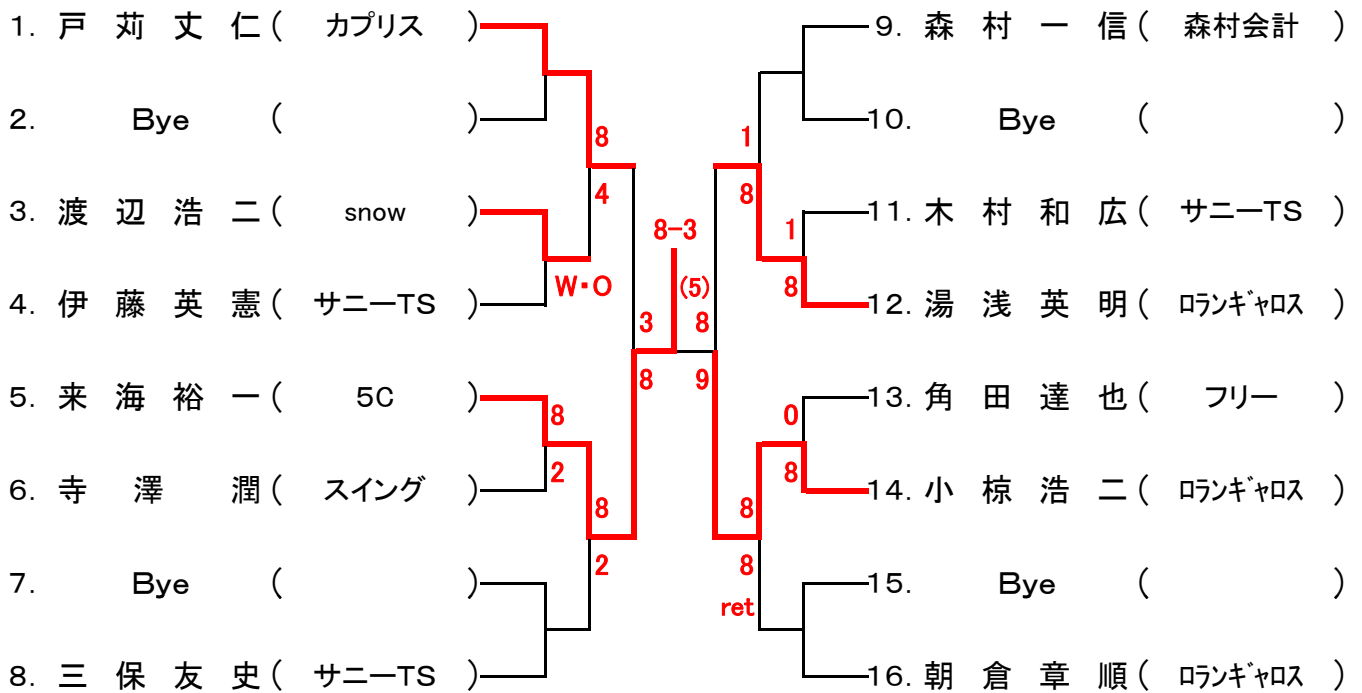 1. 戸 苅 丈 仁 ( カプリス )
2. Bye ( )
3. 渡 辺 浩 二 ( snow )
4. 伊 藤 英 憲 ( サニーTS )
5. 来 海 裕 一 ( 5C )
6. 寺 澤 潤 ( スイング )
7. Bye ( )
8. 三 保 友 史 ( サニーTS )
8
4
W・O
8
2
8
2
3
8
8-3
(5)
8
9
1
8
1
8
0
8
8
8
ret
9. 森 村 一 信 ( 森村会計 )
10. Bye ( )
11. 木 村 和 広 ( サニーTS )
12. 湯 浅 英 明 ( ﾛﾗﾝｷﾞｬﾛｽ )
13. 角 田 達 也 ( フリー )
14. 小 椋 浩 二 ( ﾛﾗﾝｷﾞｬﾛｽ )
15. Bye ( )
16. 朝 倉 章 順 ( ﾛﾗﾝｷﾞｬﾛｽ )